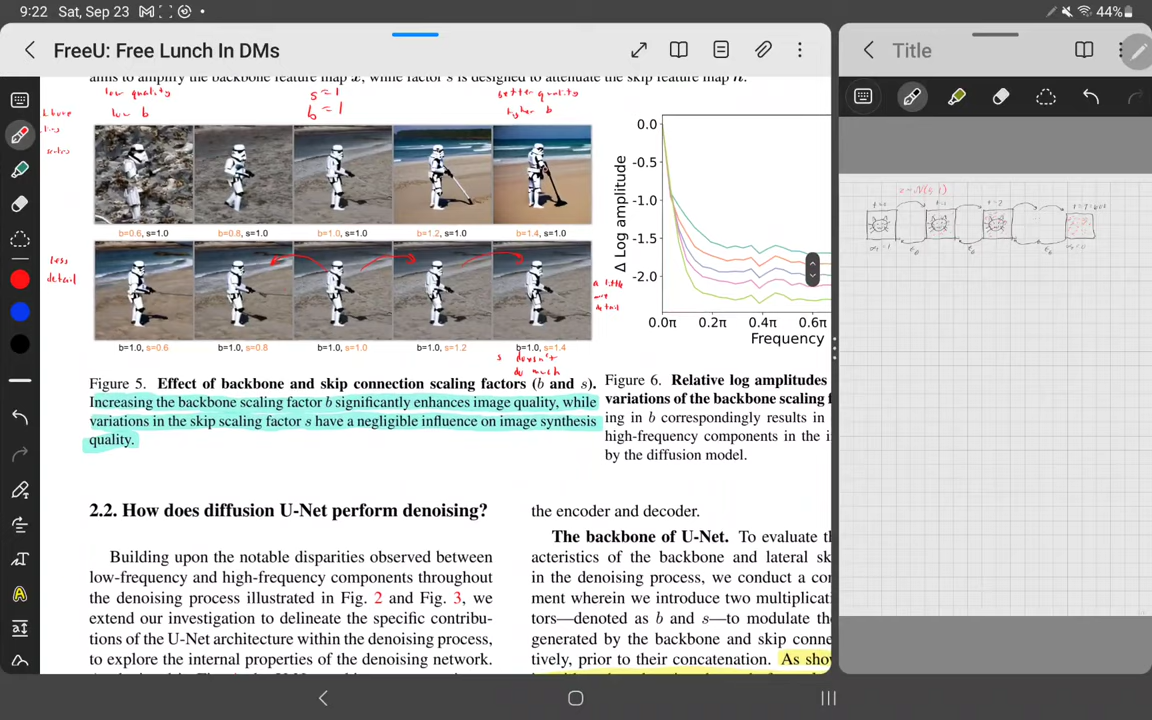 9:22 Sat, Sep 23
44%
FreeU: Free Lunch In DMs
Title
aims to amplify the backbone feature map x, while factor s is designed to attenuate the skip feature map h.
low quality
low b
s = 1
b = 1
better quality
higher b
b=0.6, s=1.0
b=0.8, s=1.0
b=1.0, s=1.0
b=1.2, s=1.0
b=1.4, s=1.0
less
detail
a little
more
detail
b=1.0, s=0.6
b=1.0, s=0.8
b=1.0, s=1.0
b=1.0, s=1.2
b=1.0, s=1.4
s doesn't
do much
Figure 5. Effect of backbone and skip connection scaling factors (b and s).
Increasing the backbone scaling factor b significantly enhances image quality, while
variations in the skip scaling factor s have a negligible influence on image synthesis
quality.
Δ Log amplitude
0.0
-0.5
-1.0
-1.5
-2.0
0.0π
0.2π
0.4π
0.6π
Frequency
Figure 6. Relative log amplitudes
variations of the backbone scaling f
ing in b correspondingly results in
high-frequency components in the i
by the diffusion model.
2.2. How does diffusion U-Net perform denoising?
Building upon the notable disparities observed between
low-frequency and high-frequency components throughout
the denoising process illustrated in Fig. 2 and Fig. 3, we
extend our investigation to delineate the specific contribu-
tions of the U-Net architecture within the denoising process,
to explore the internal properties of the denoising network.
the encoder and decoder.
The backbone of U-Net. To evaluate th
acteristics of the backbone and lateral sk
in the denoising process, we conduct a con
ment wherein we introduce two multiplicati
tors—denoted as b and s—to modulate the
generated by the backbone and skip conne
tively, prior to their concatenation. As show